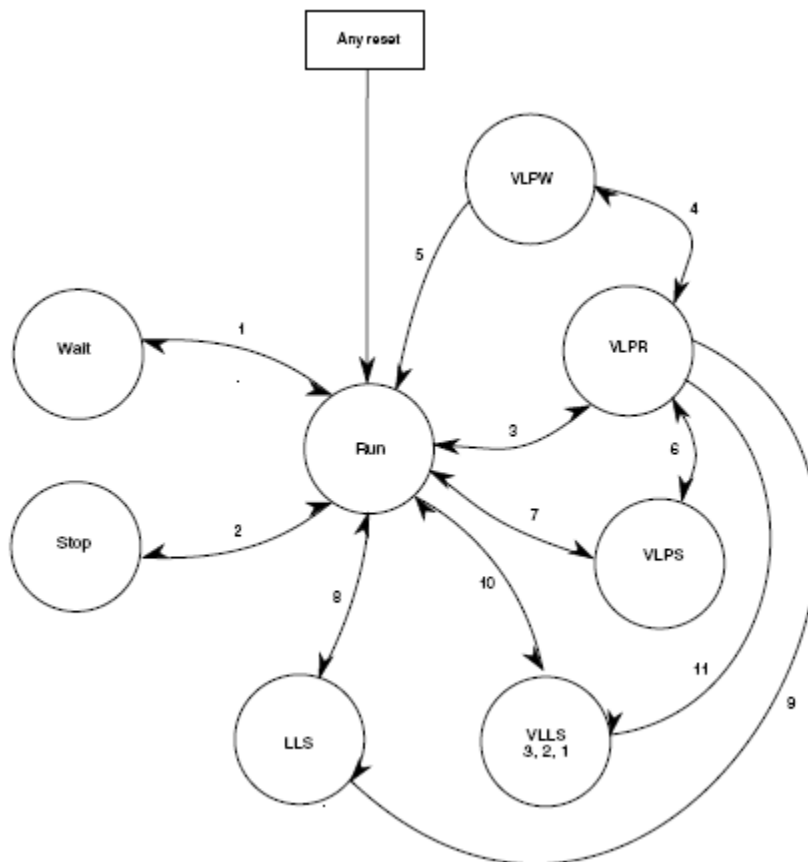 Any reset
VLPW
4
5
1
Wait
VLPR
3
Run
6
7
2
Stop
VLPS
8
10
11
9
LLS
VLLS
3, 2, 1